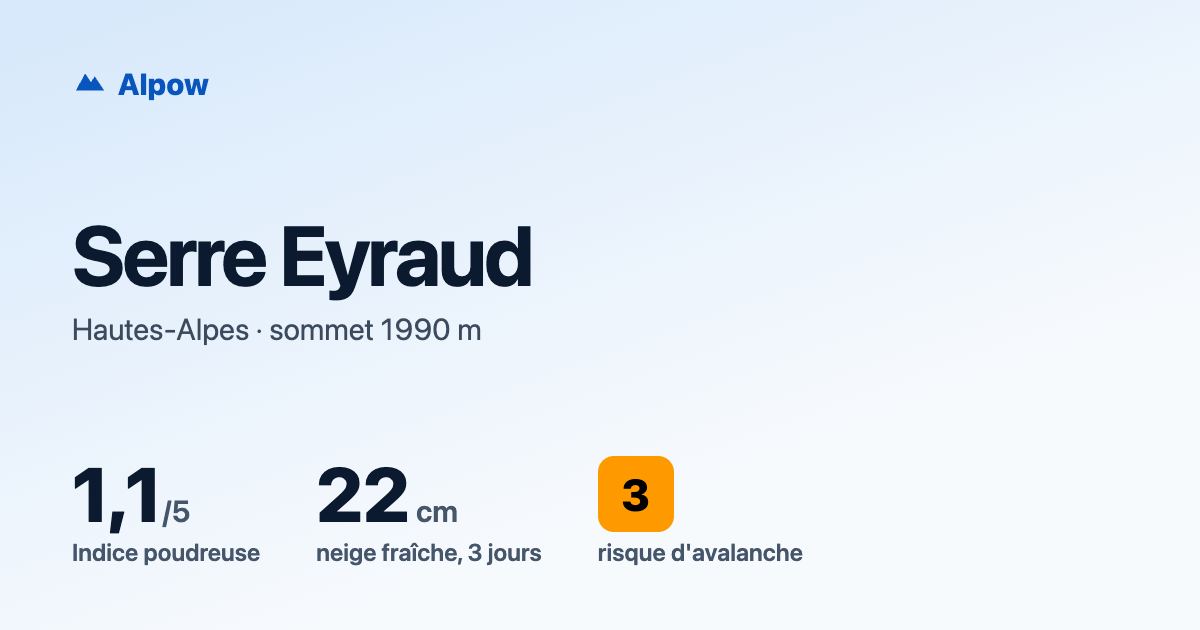 Alpow
Serre Eyraud
Hautes-Alpes · sommet 1990 m
1,1/5
Indice poudreuse
22 cm
neige fraîche, 3 jours
3
risque d'avalanche